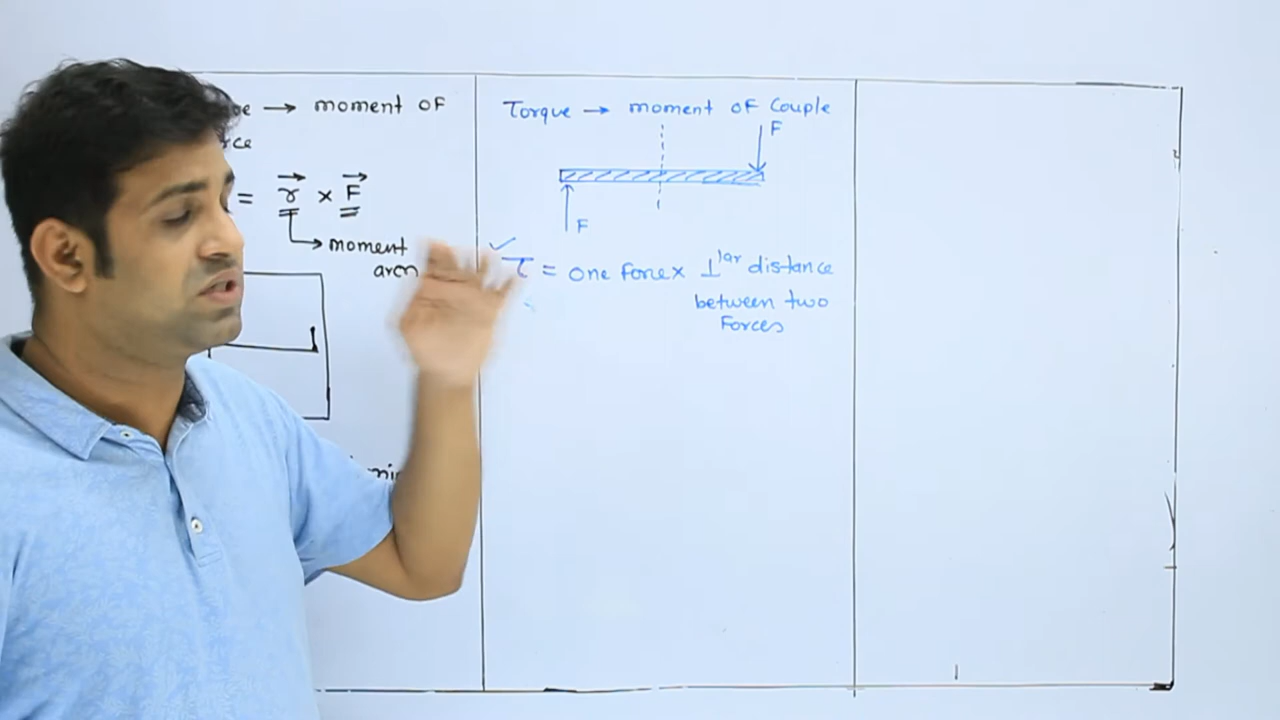 → moment of
= r × F
moment
arm
Torque → moment of Couple
F
F
τ = one force × ⊥lar distance
between two
Forces